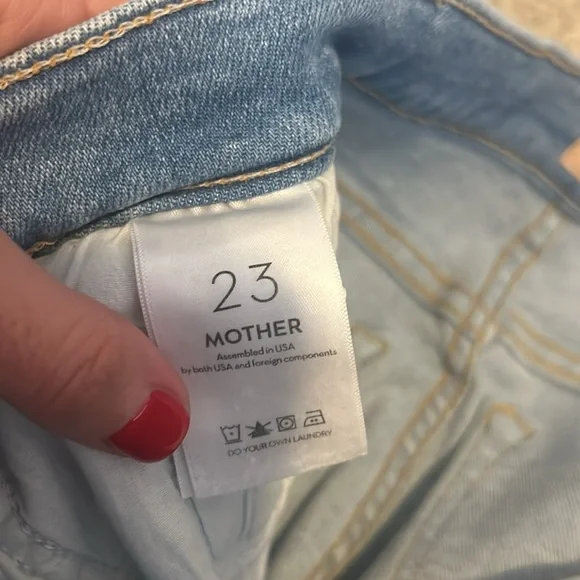 23
MOTHER
Assembled in USA
by both USA and foreign components
DO YOUR OWN LAUNDRY